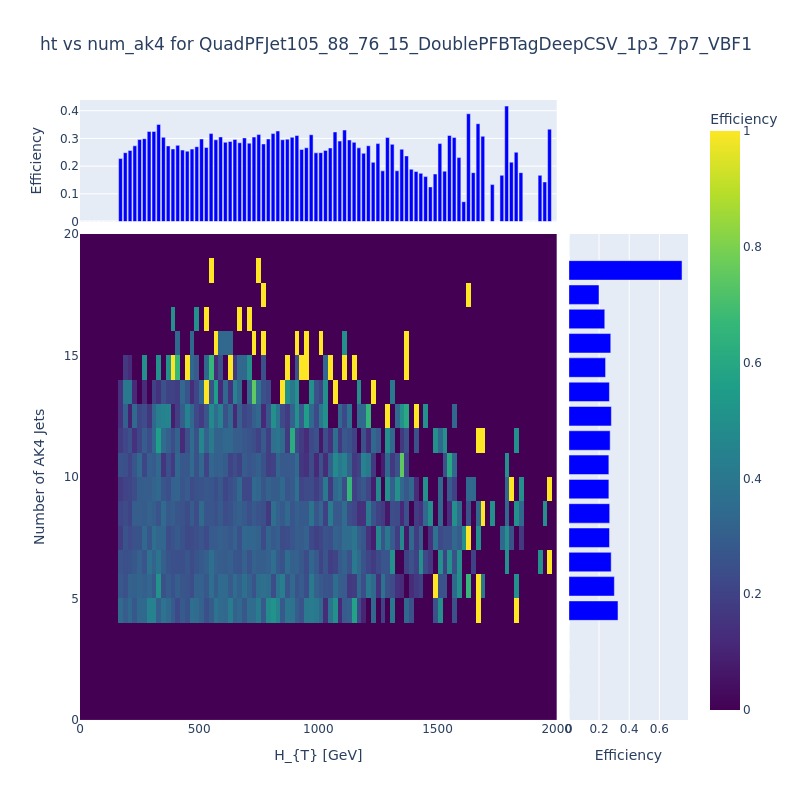 ht vs num_ak4 for QuadPFJet105_88_76_15_DoublePFBTagDeepCSV_1p3_7p7_VBF1
Efficiency
0.4
0.3
0.2
0.1
0
Efficiency
1
0.8
0.6
0.4
0.2
0
Number of AK4 Jets
20
15
10
5
0
0 500 1000 1500 2000
0 0.2 0.4 0.6
H_{T} [GeV]
Efficiency